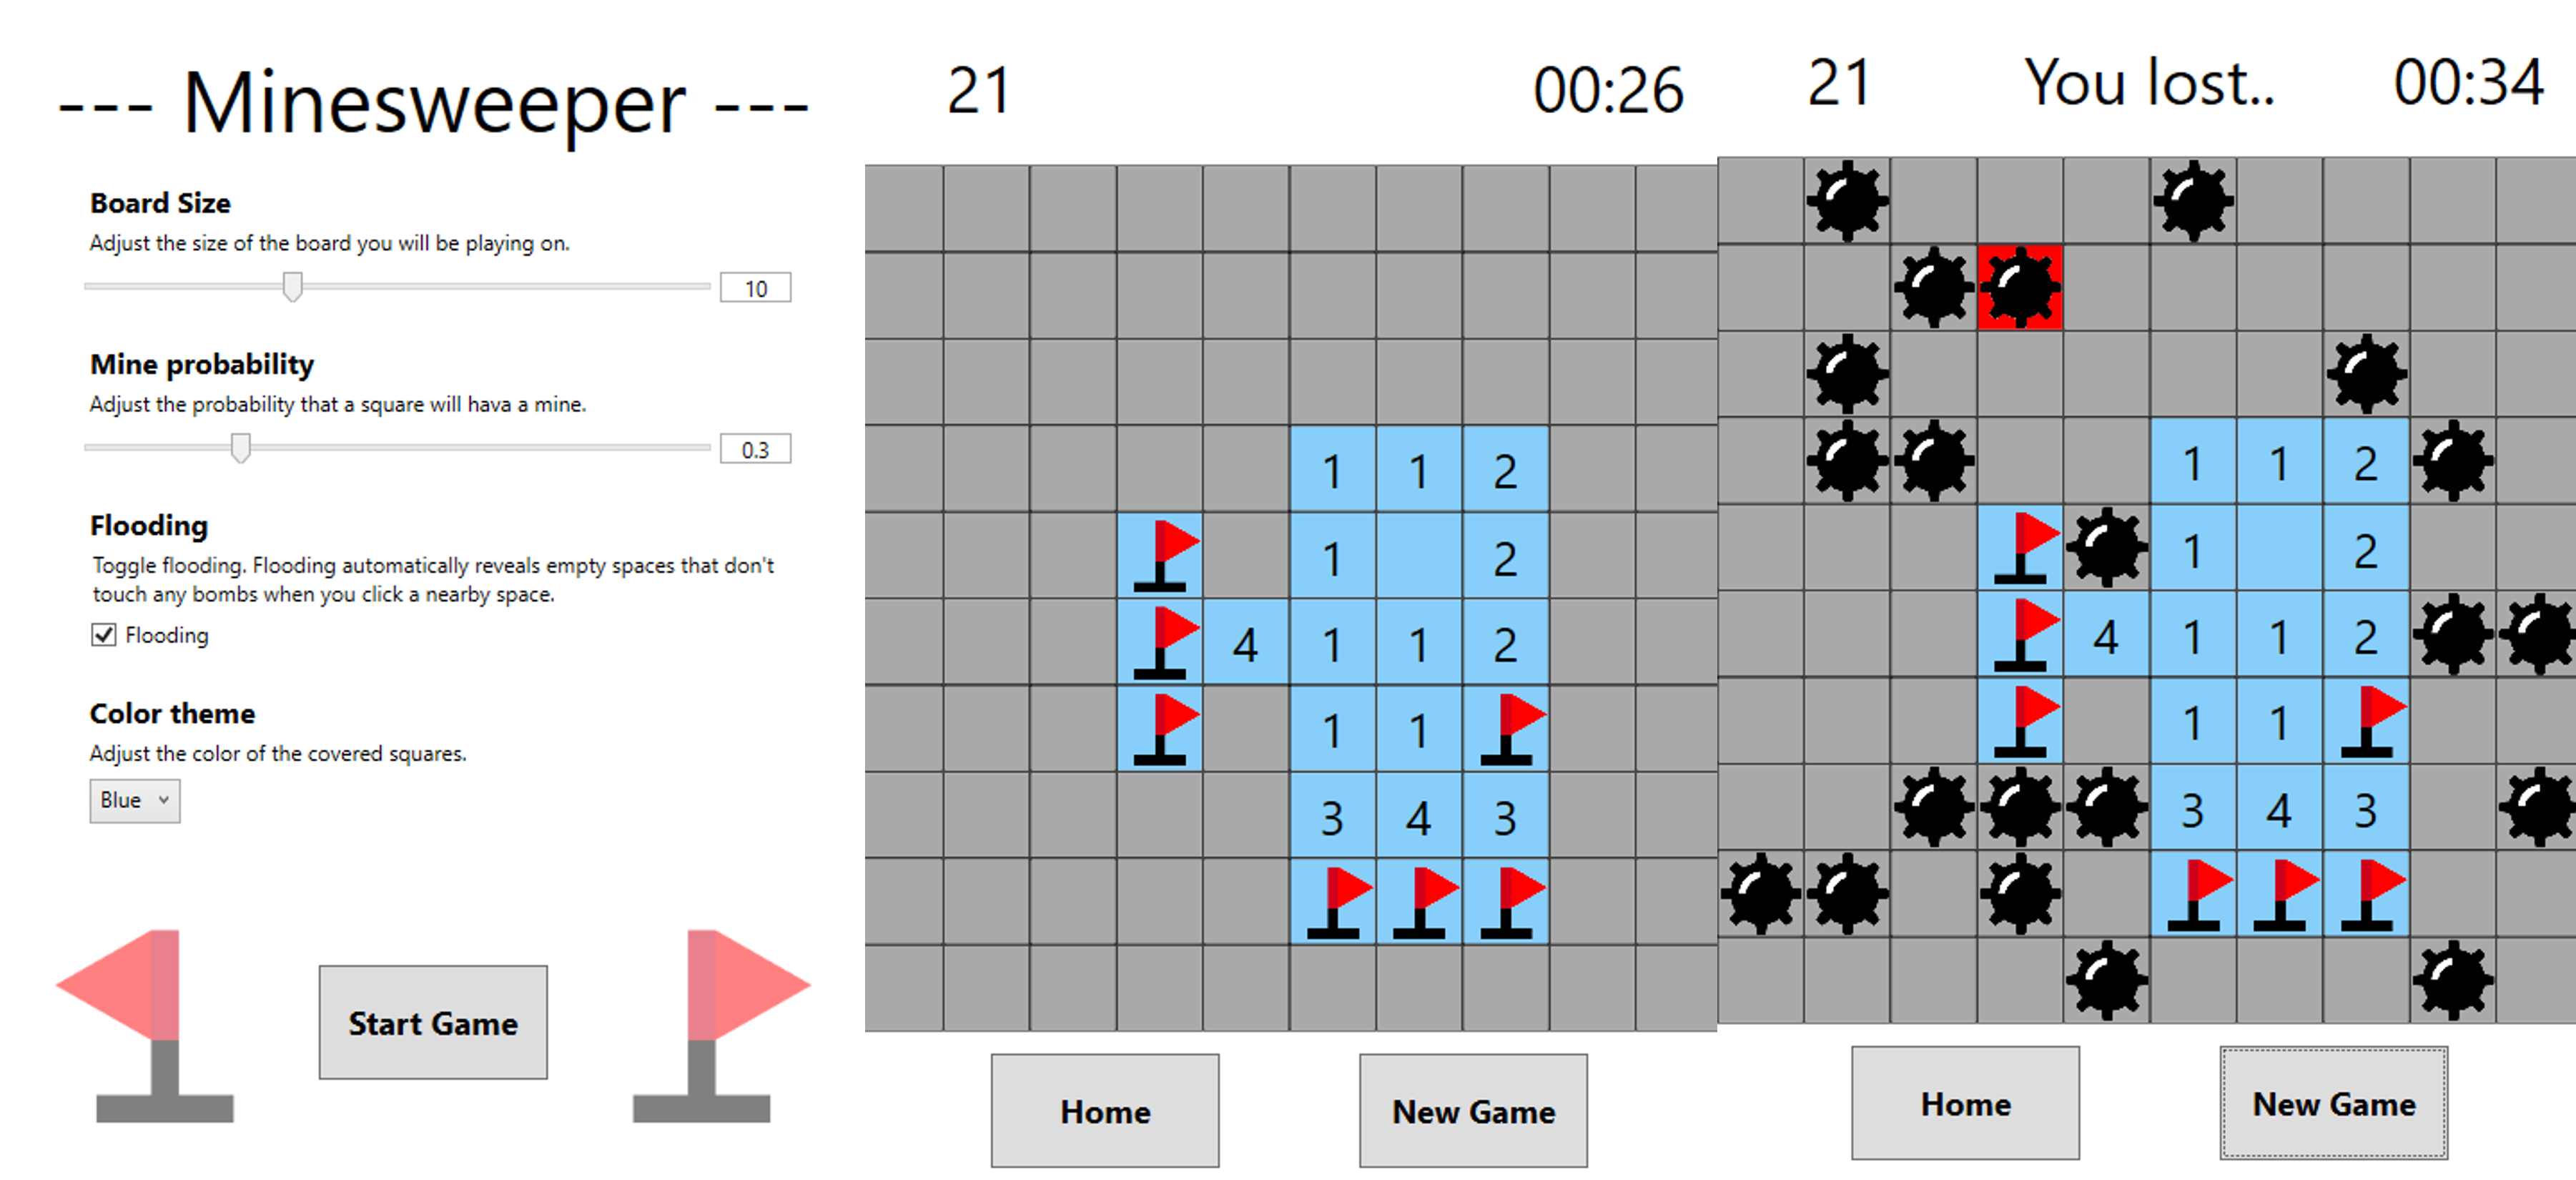 --- Minesweeper ---
Board Size
Adjust the size of the board you will be playing on.
10
Mine probability
Adjust the probability that a square will hava a mine.
0.3
Flooding
Toggle flooding. Flooding automatically reveals empty spaces that don't
touch any bombs when you click a nearby space.
Flooding
Color theme
Adjust the color of the covered squares.
Blue
Start Game
21 00:26
1 1 2
1 2
4 1 1 2
1 1
3 4 3
Home New Game
21 You lost.. 00:34
1 1 2
1 2
4 1 1 2
1 1
3 4 3
Home New Game